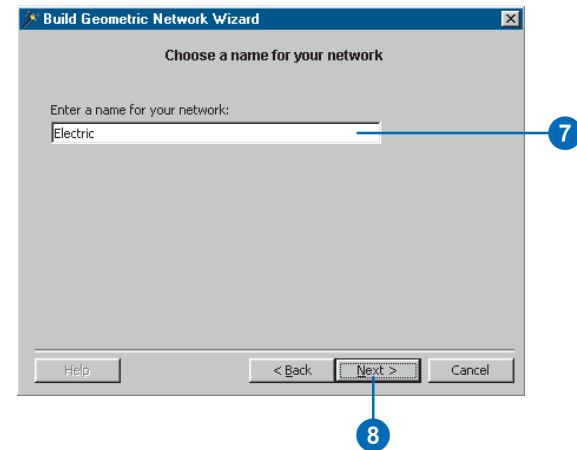 Build Geometric Network Wizard
Choose a name for your network
Enter a name for your network:
Electric
7
Help
< Back
Next >
Cancel
8